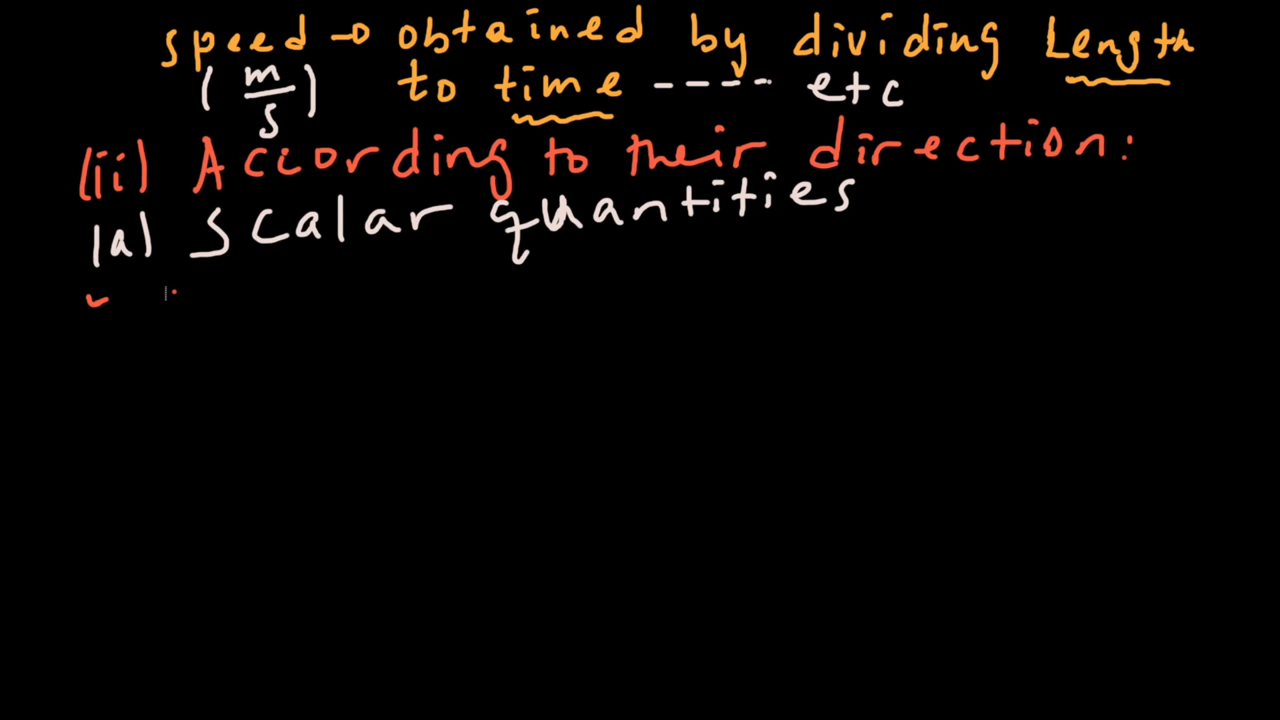 speed → obtained by dividing Length
(m/s) to time ---- etc
(ii) According to their direction:
(a) Scalar quantities